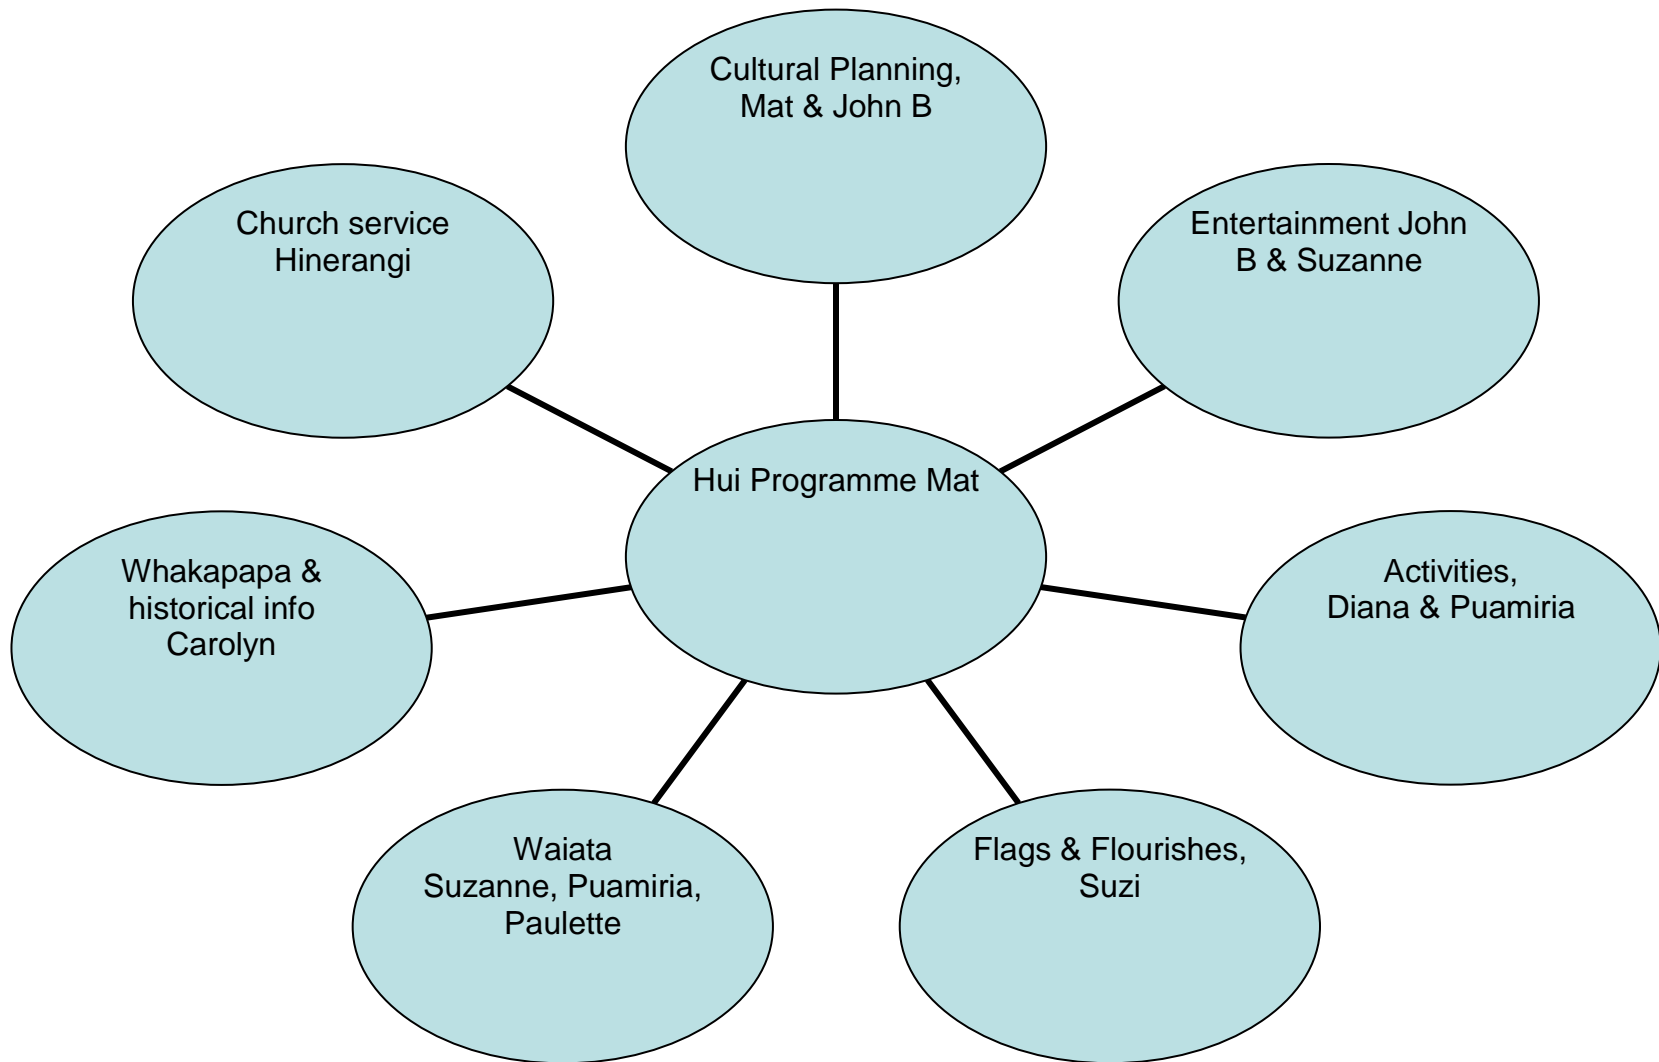 Cultural Planning,
Mat & John B
Church service
Hinerangi
Entertainment John
B & Suzanne
Hui Programme Mat
Whakapapa &
historical info
Carolyn
Activities,
Diana & Puamiria
Waiata
Suzanne, Puamiria,
Paulette
Flags & Flourishes,
Suzi